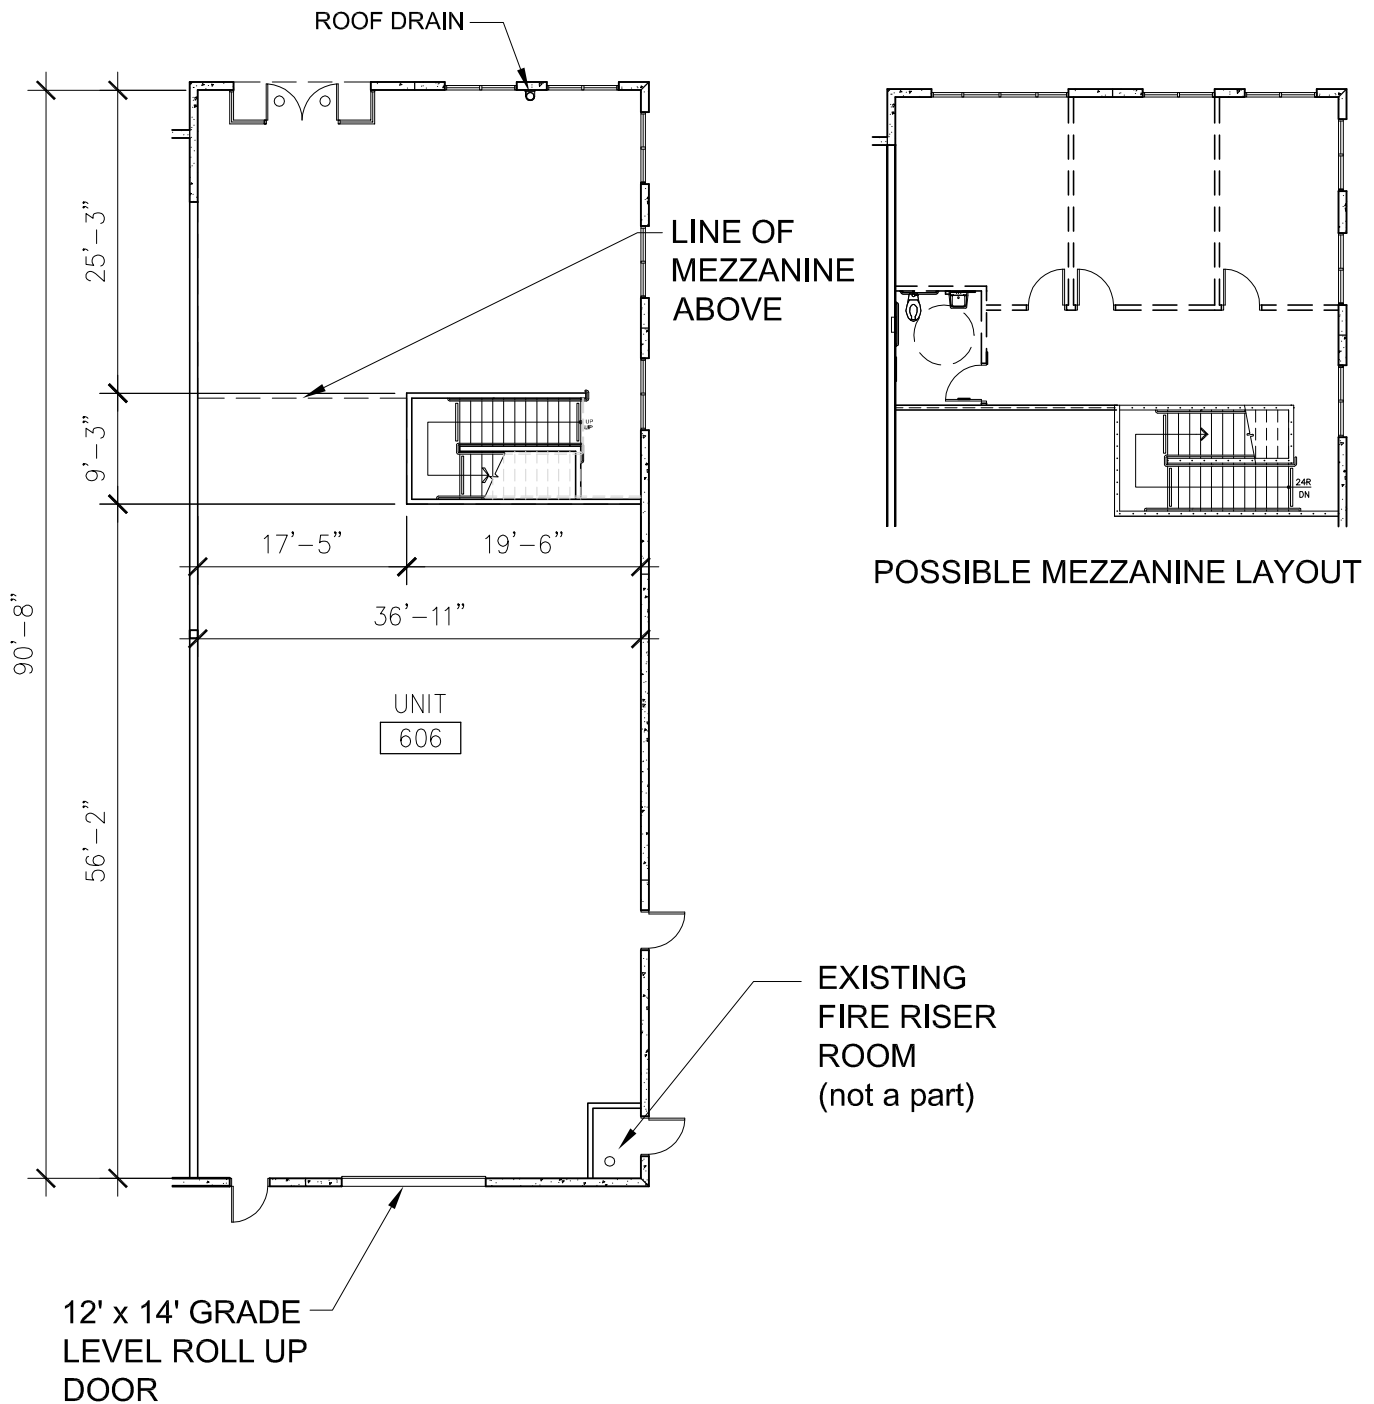 ROOF DRAIN
25’-3”
LINE OF
MEZZANINE
ABOVE
9’-3”
UP
UP
24R
DN
17’-5”
19’-6”
POSSIBLE MEZZANINE LAYOUT
36’-11”
90’-8”
UNIT
606
56’-2”
EXISTING
FIRE RISER
ROOM
(not a part)
12' x 14' GRADE
LEVEL ROLL UP
DOOR